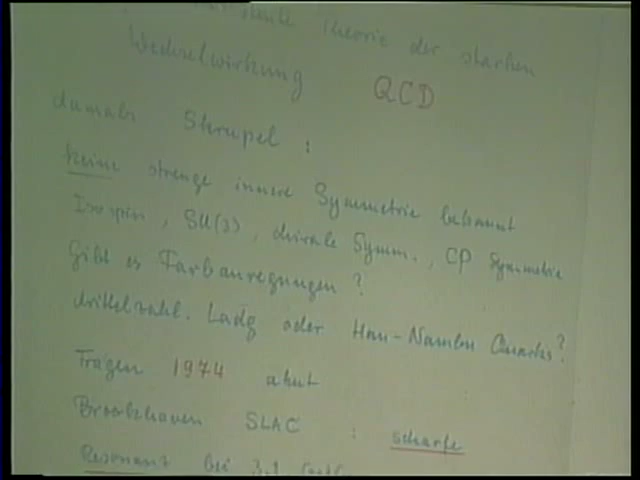 Theorie der starken
Wechselwirkung QCD
damals Skrupel :
keine strenge innere Symmetrie bekannt
Isospin, SU(3), chirale Symm., CP Symmetrie
Gibt es Farbanregungen ?
drittelzahl. Ladg oder Han-Nambu Quarks?
Fragen 1974 akut
Brookhaven SLAC : scharfe
Resonanz bei 3.1